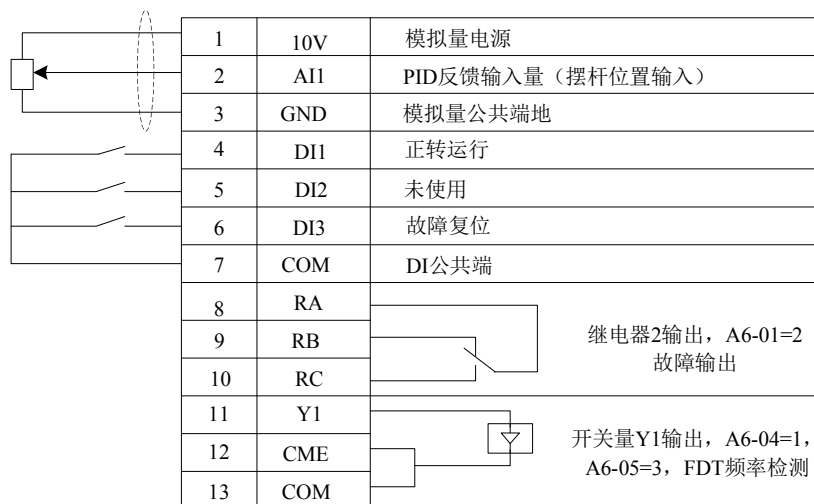 1 10V 模拟量电源
2 AI1 PID反馈输入量（摆杆位置输入）
3 GND 模拟量公共端地
4 DI1 正转运行
5 DI2 未使用
6 DI3 故障复位
7 COM DI公共端
8 RA
9 RB
10 RC
继电器2输出，A6-01=2
故障输出
11 Y1
12 CME
13 COM
开关量Y1输出，A6-04=1，
A6-05=3，FDT频率检测